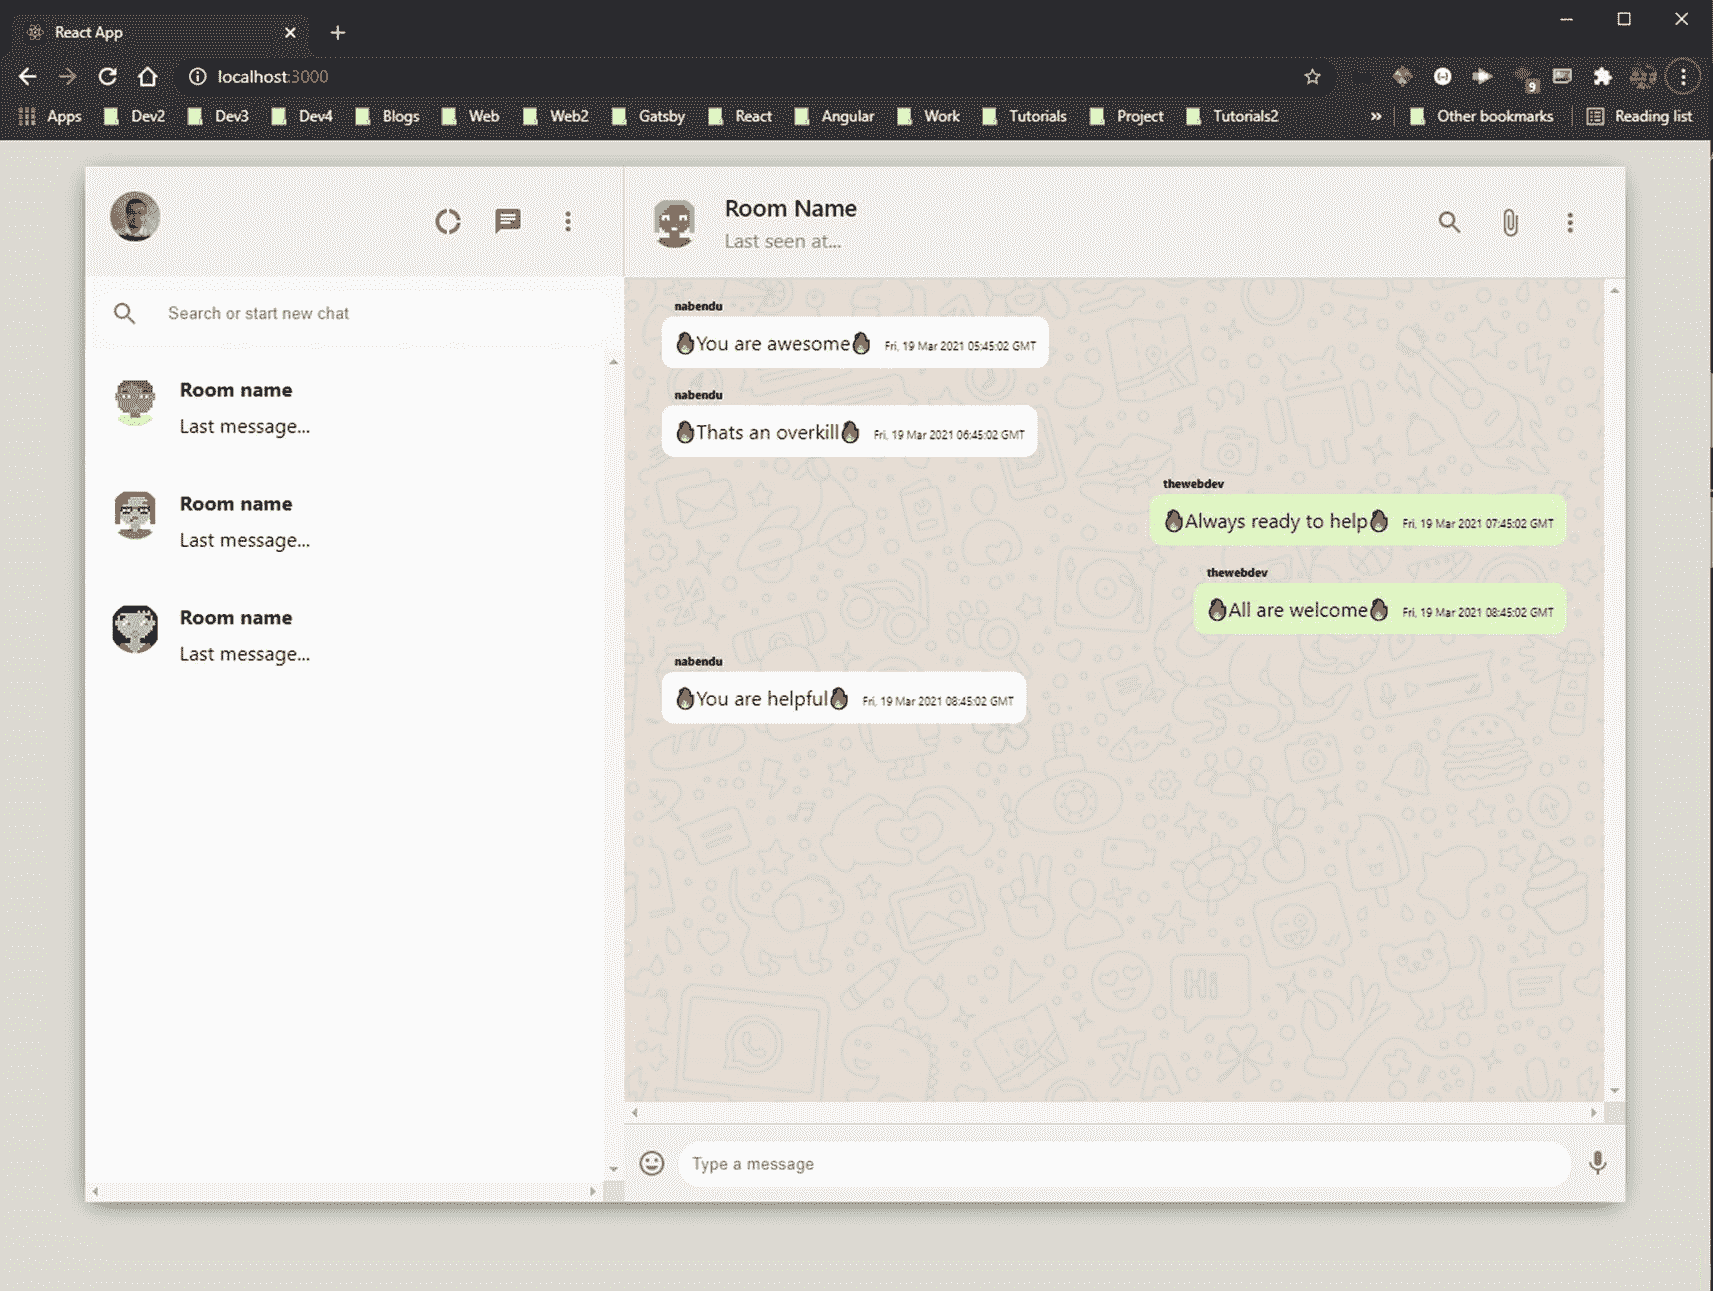 React App
localhost:3000
9
Apps Dev2 Dev3 Dev4 Blogs Web Web2 Gatsby React Angular Work Tutorials Project Tutorials2 » Other bookmarks Reading list
Room Name
Last seen at...
Search or start new chat
Room name
Last message...
Room name
Last message...
Room name
Last message...
nabendu
🔥You are awesome🔥 Fri, 19 Mar 2021 05:45:02 GMT
nabendu
🔥Thats an overkill🔥 Fri, 19 Mar 2021 06:45:02 GMT
thewebdev
🔥Always ready to help🔥 Fri, 19 Mar 2021 07:45:02 GMT
thewebdev
🔥All are welcome🔥 Fri, 19 Mar 2021 08:45:02 GMT
nabendu
🔥You are helpful🔥 Fri, 19 Mar 2021 08:45:02 GMT
Hi
Type a message